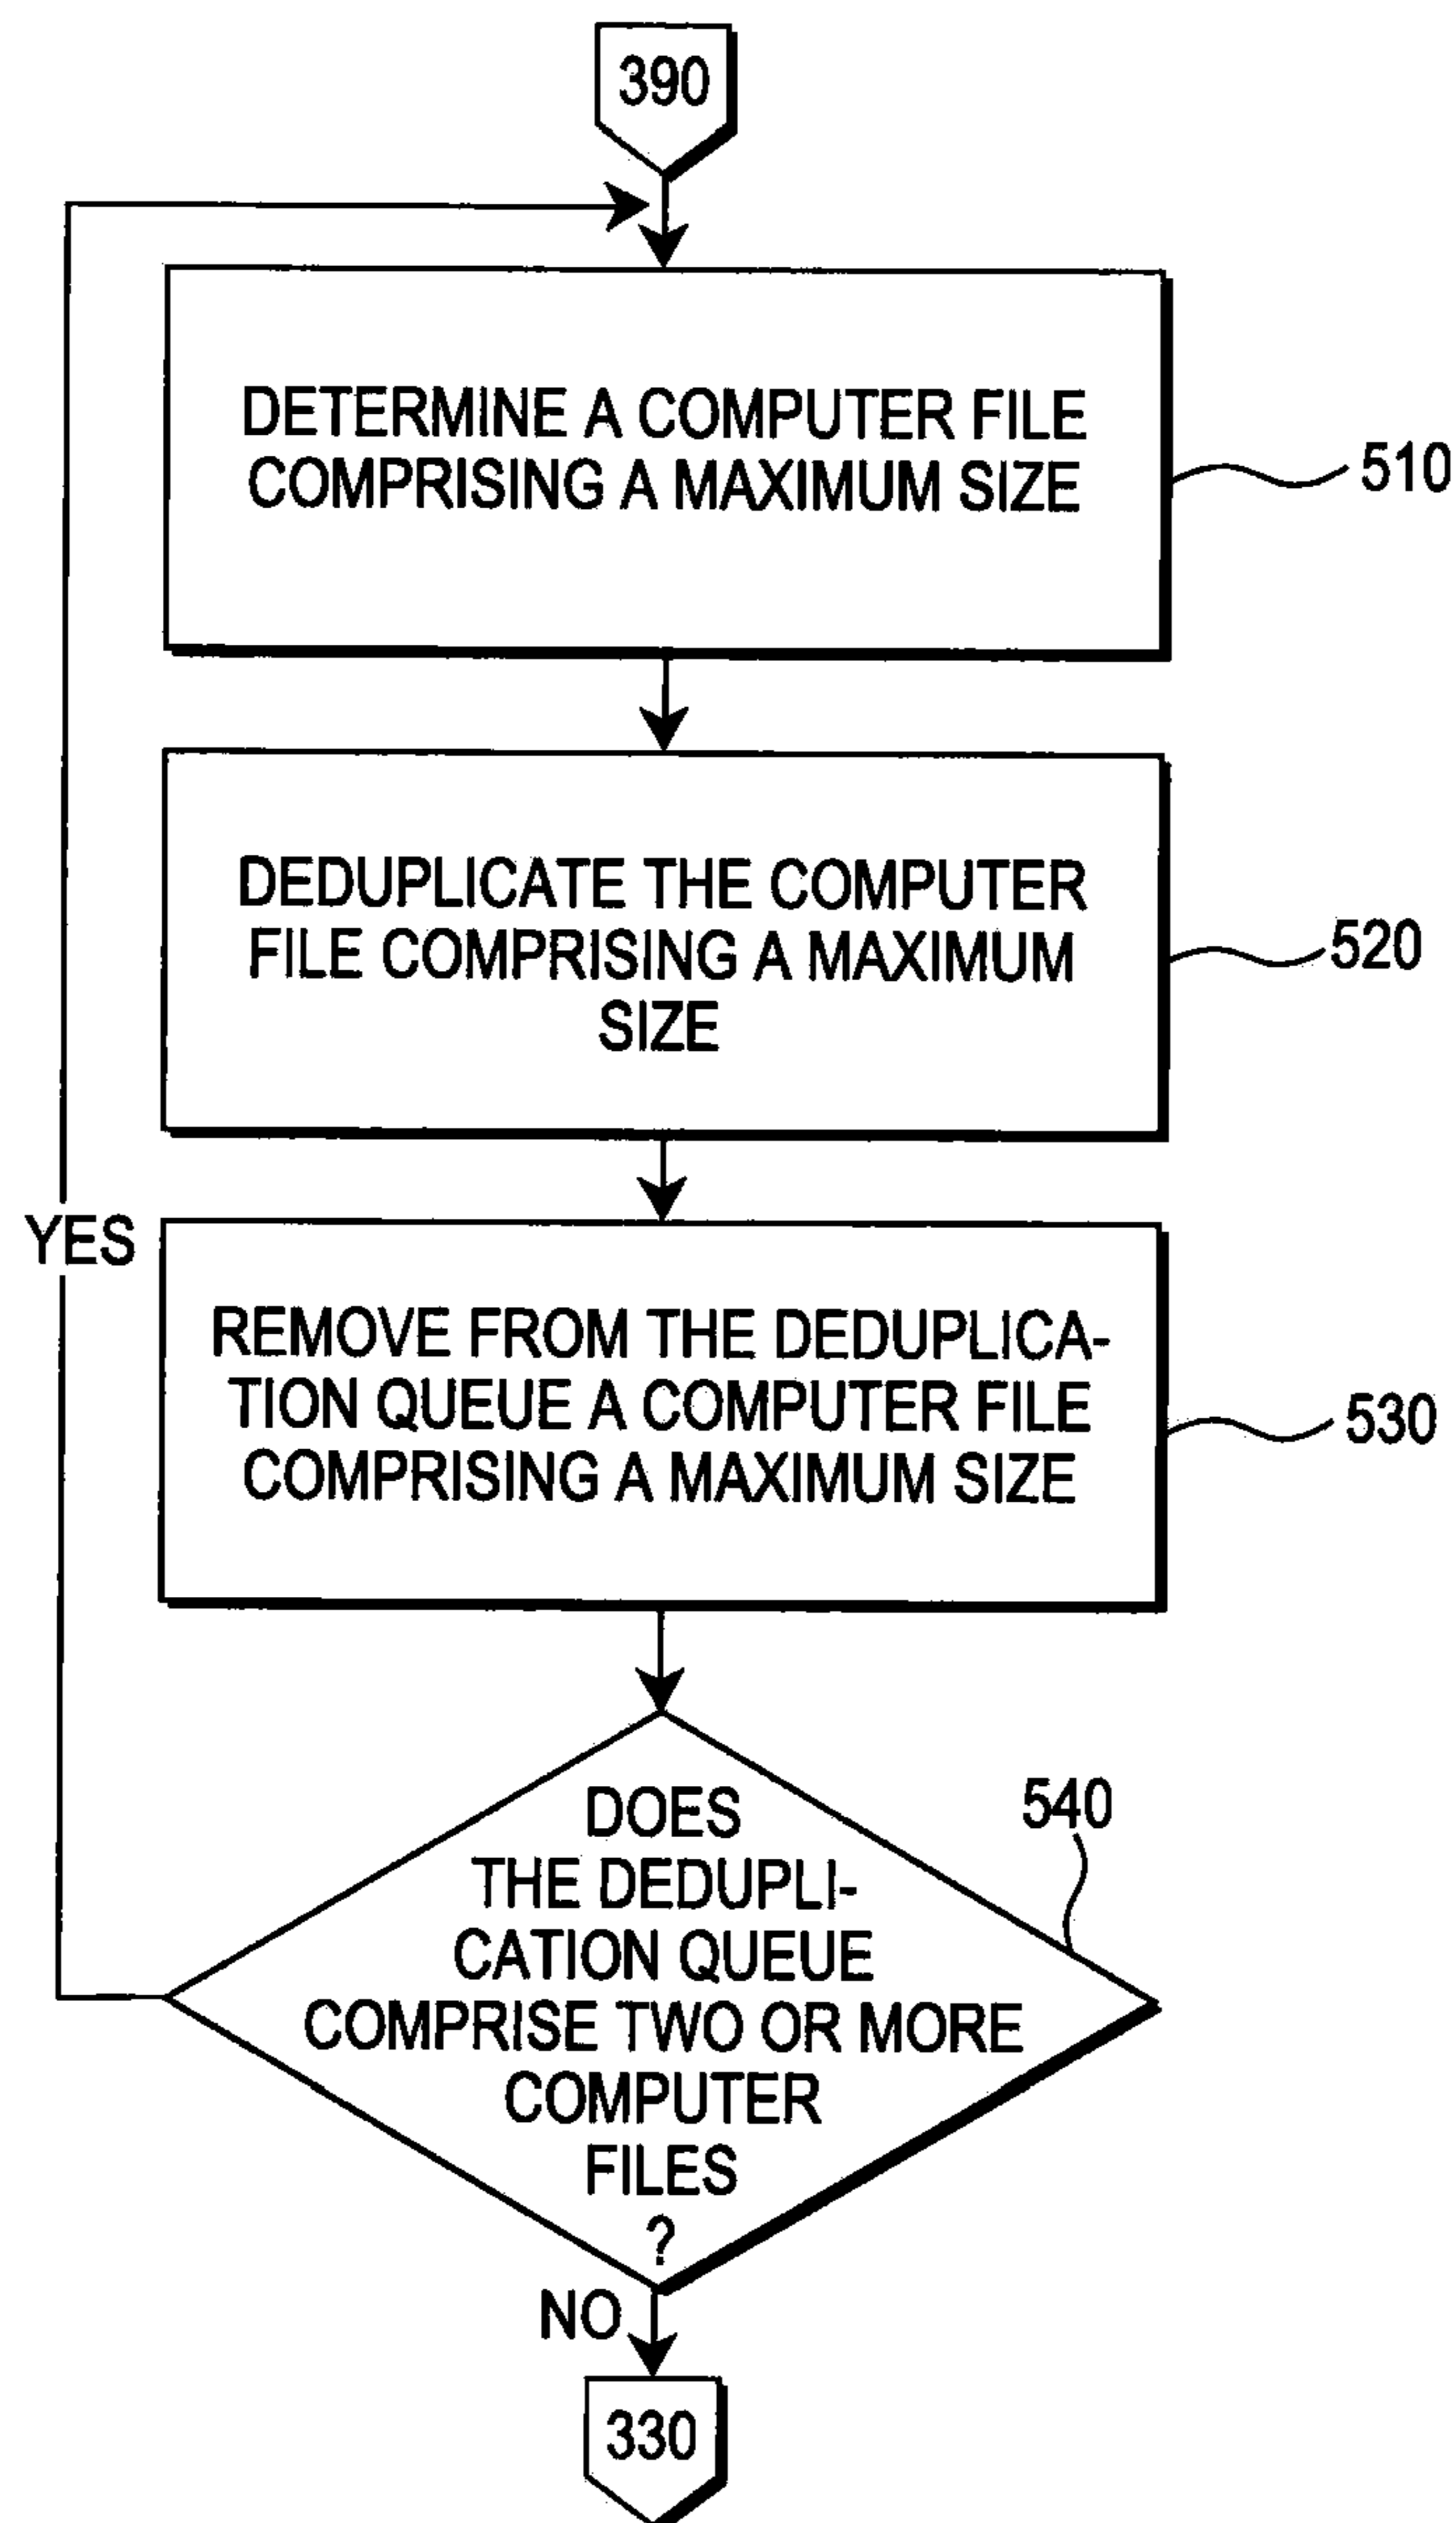 390
DETERMINE A COMPUTER FILE
COMPRISING A MAXIMUM SIZE
510
DEDUPLICATE THE COMPUTER
FILE COMPRISING A MAXIMUM
SIZE
520
YES
REMOVE FROM THE DEDUPLICA-
TION QUEUE A COMPUTER FILE
COMPRISING A MAXIMUM SIZE
530
DOES
THE DEDUPLI-
CATION QUEUE
COMPRISE TWO OR MORE
COMPUTER
FILES
?
540
NO
330